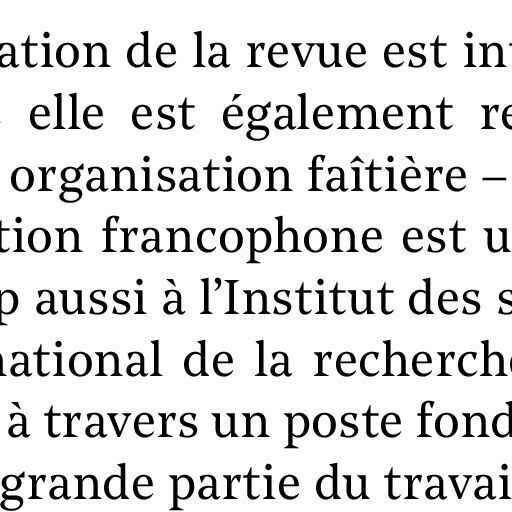 ation de la revue est in
elle est également re
organisation faîtière –
tion francophone est u
p aussi à l’Institut des s
national de la recherche
à travers un poste fond
grande partie du travai